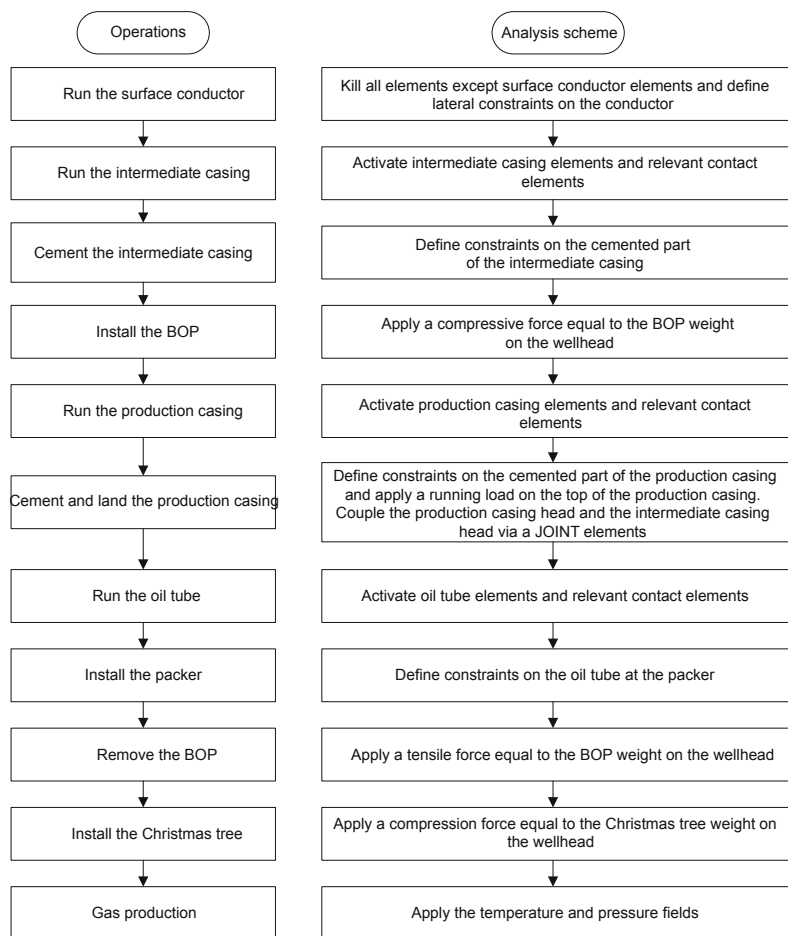 Operations
Analysis scheme
Run the surface conductor
Kill all elements except surface conductor elements and define
lateral constraints on the conductor
Run the intermediate casing
Activate intermediate casing elements and relevant contact
elements
Cement the intermediate casing
Define constraints on the cemented part
of the intermediate casing
Install the BOP
Apply a compressive force equal to the BOP weight
on the wellhead
Run the production casing
Activate production casing elements and relevant contact
elements
Cement and land the production casing
Define constraints on the cemented part of the production casing
and apply a running load on the top of the production casing.
Couple the production casing head and the intermediate casing
head via a JOINT elements
Run the oil tube
Activate oil tube elements and relevant contact elements
Install the packer
Define constraints on the oil tube at the packer
Remove the BOP
Apply a tensile force equal to the BOP weight on the wellhead
Install the Christmas tree
Apply a compression force equal to the Christmas tree weight on
the wellhead
Gas production
Apply the temperature and pressure fields